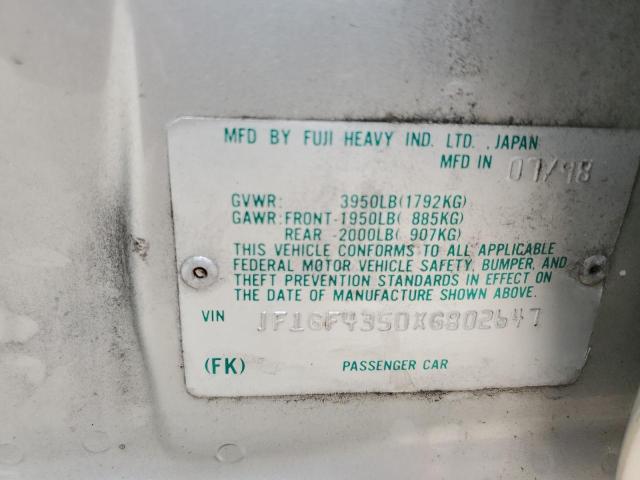 MFD BY FUJI HEAVY IND. LTD., JAPAN
MFD IN 07/98
GVWR: 3950LB(1792KG)
GAWR:FRONT-1950LB( 885KG)
REAR -2000LB( 907KG)
THIS VEHICLE CONFORMS TO ALL APPLICABLE
FEDERAL MOTOR VEHICLE SAFETY, BUMPER, AND
THEFT PREVENTION STANDARDS IN EFFECT ON
THE DATE OF MANUFACTURE SHOWN ABOVE.
VIN JF1GF4350XG802647
(FK) PASSENGER CAR